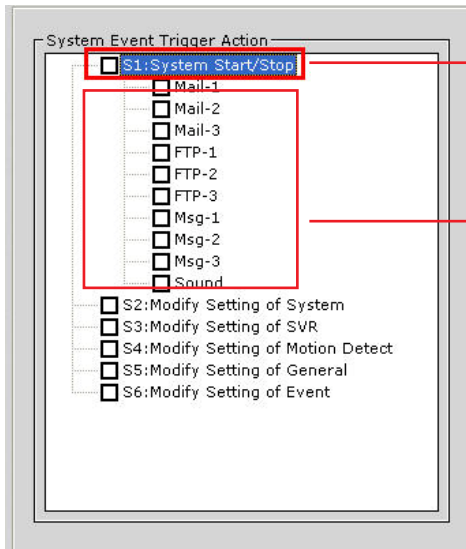 System Event Trigger Action
S1:System Start/Stop
Mail-1
Mail-2
Mail-3
FTP-1
FTP-2
FTP-3
Msg-1
Msg-2
Msg-3
Sound
S2:Modify Setting of System
S3:Modify Setting of SVR
S4:Modify Setting of Motion Detect
S5:Modify Setting of General
S6:Modify Setting of Event